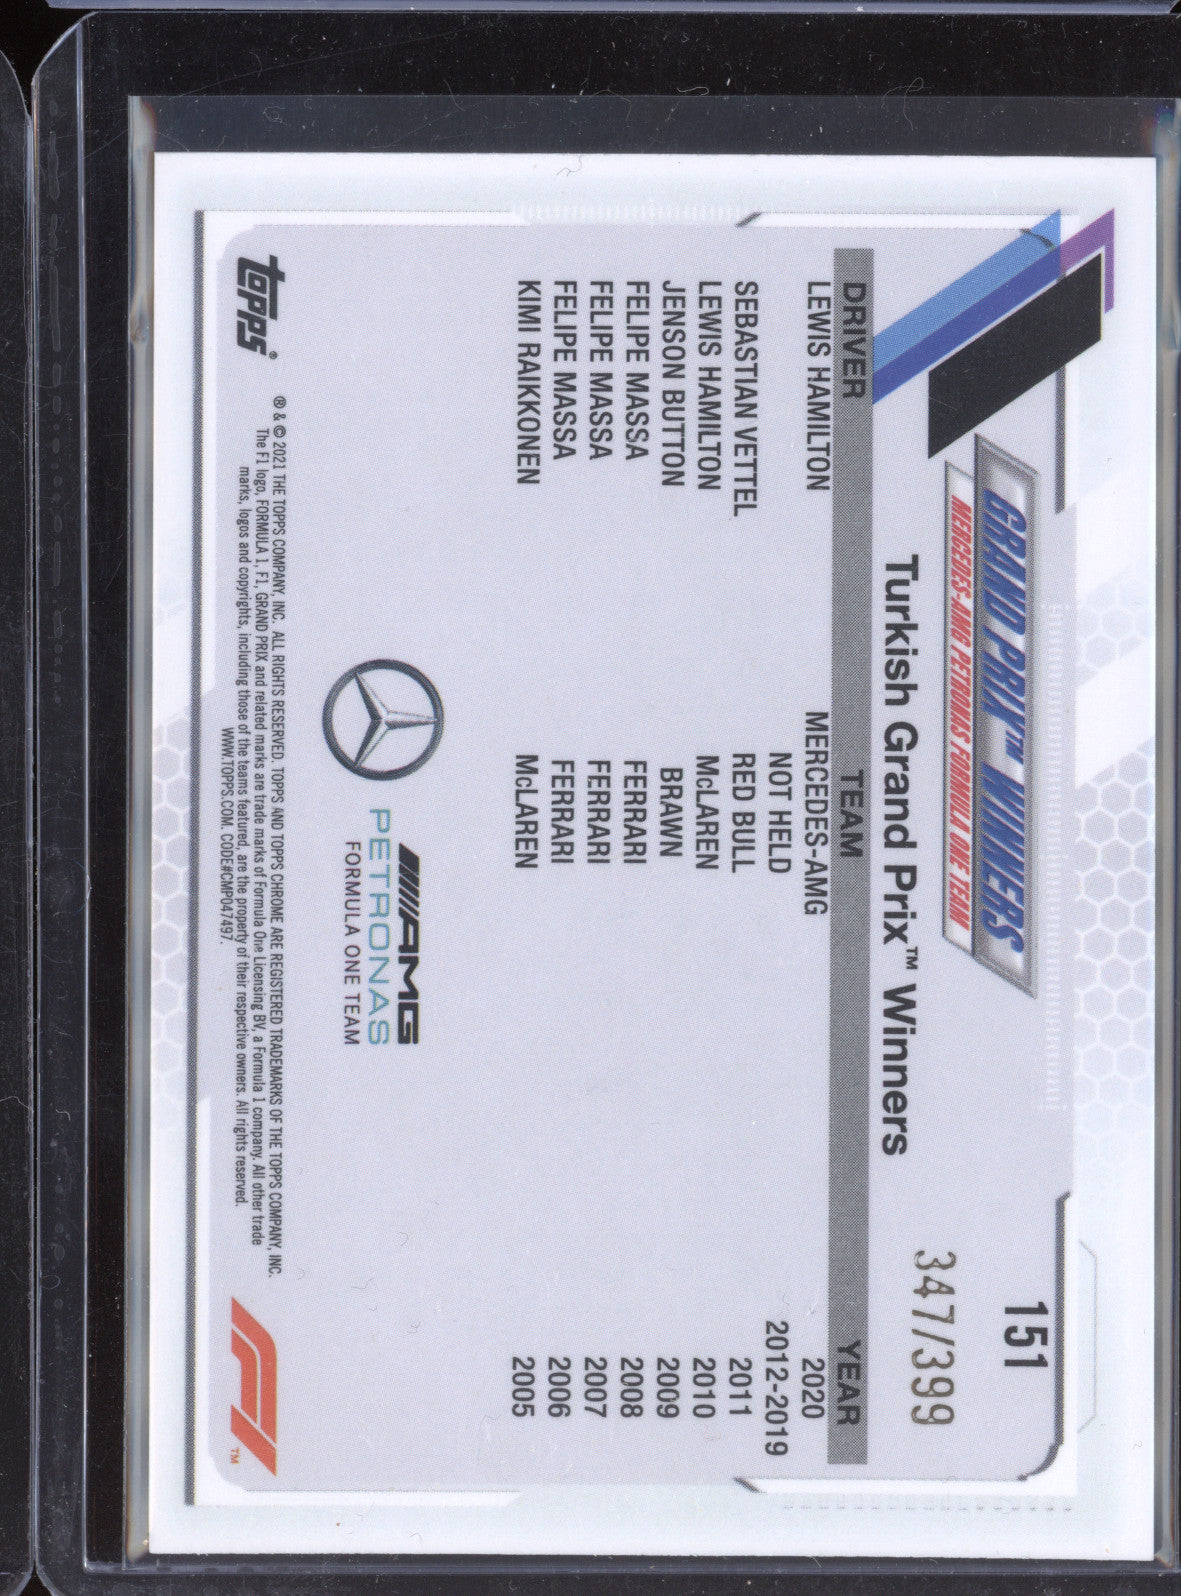 151
GRAND PRIX™ WINNERS
MERCEDES-AMG PETRONAS FORMULA ONE TEAM
347/399
Turkish Grand Prix™ Winners
DRIVER TEAM YEAR
LEWIS HAMILTON MERCEDES-AMG 2020
NOT HELD 2012-2019
SEBASTIAN VETTEL RED BULL 2011
LEWIS HAMILTON McLAREN 2010
JENSON BUTTON BRAWN 2009
FELIPE MASSA FERRARI 2008
FELIPE MASSA FERRARI 2007
FELIPE MASSA FERRARI 2006
KIMI RAIKKONEN McLAREN 2005
AMG
PETRONAS
FORMULA ONE TEAM
topps®
® & © 2021 THE TOPPS COMPANY, INC. ALL RIGHTS RESERVED. TOPPS AND TOPPS CHROME ARE REGISTERED TRADEMARKS OF THE TOPPS COMPANY, INC.
The F1 logo, FORMULA 1, F1, GRAND PRIX and related marks are trade marks of Formula One Licensing BV, a Formula 1 company. All other trade
marks, logos and copyrights, including those of the teams featured, are the property of their respective owners. All rights reserved.
WWW.TOPPS.COM. CODE#CMP047497.
F1™